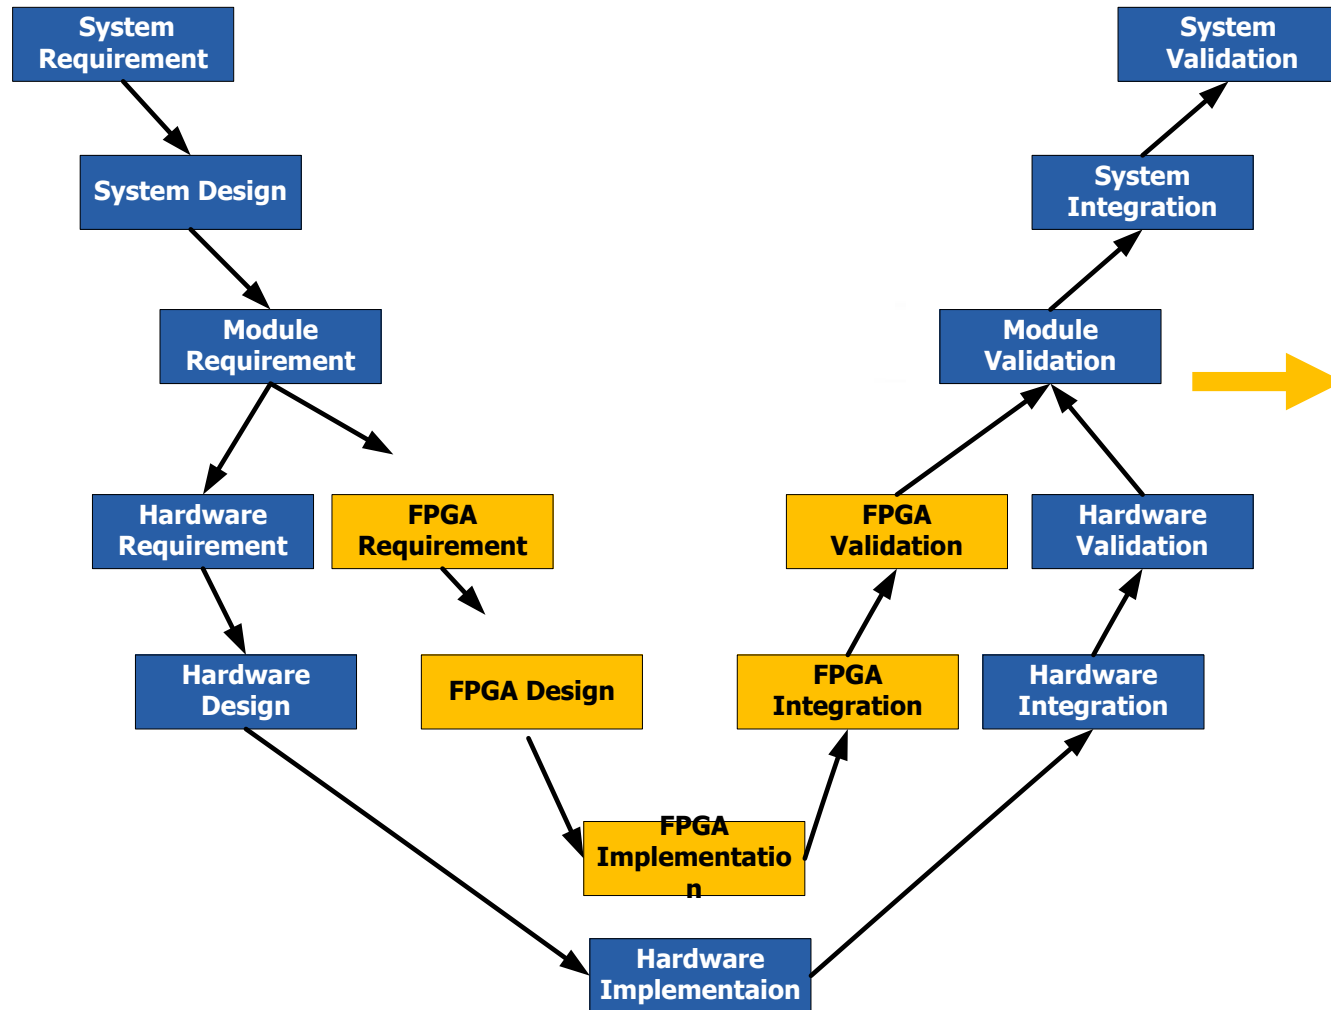 System
Requirement
System
Validation
System Design
System
Integration
Module
Requirement
Module
Validation
Hardware
Requirement
FPGA
Requirement
FPGA
Validation
Hardware
Validation
Hardware
Design
FPGA Design
FPGA
Integration
Hardware
Integration
FPGA
Implementatio
n
Hardware
Implementaion